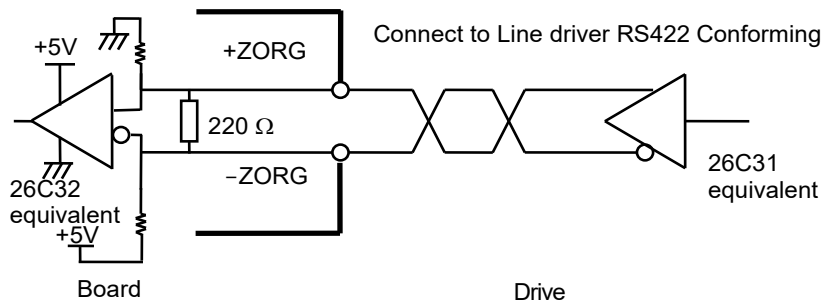 Connect to Line driver RS422 Conforming
+5V
+ZORG
220 Ω
−ZORG
26C32
equivalent
26C31
equivalent
+5V
Board
Drive